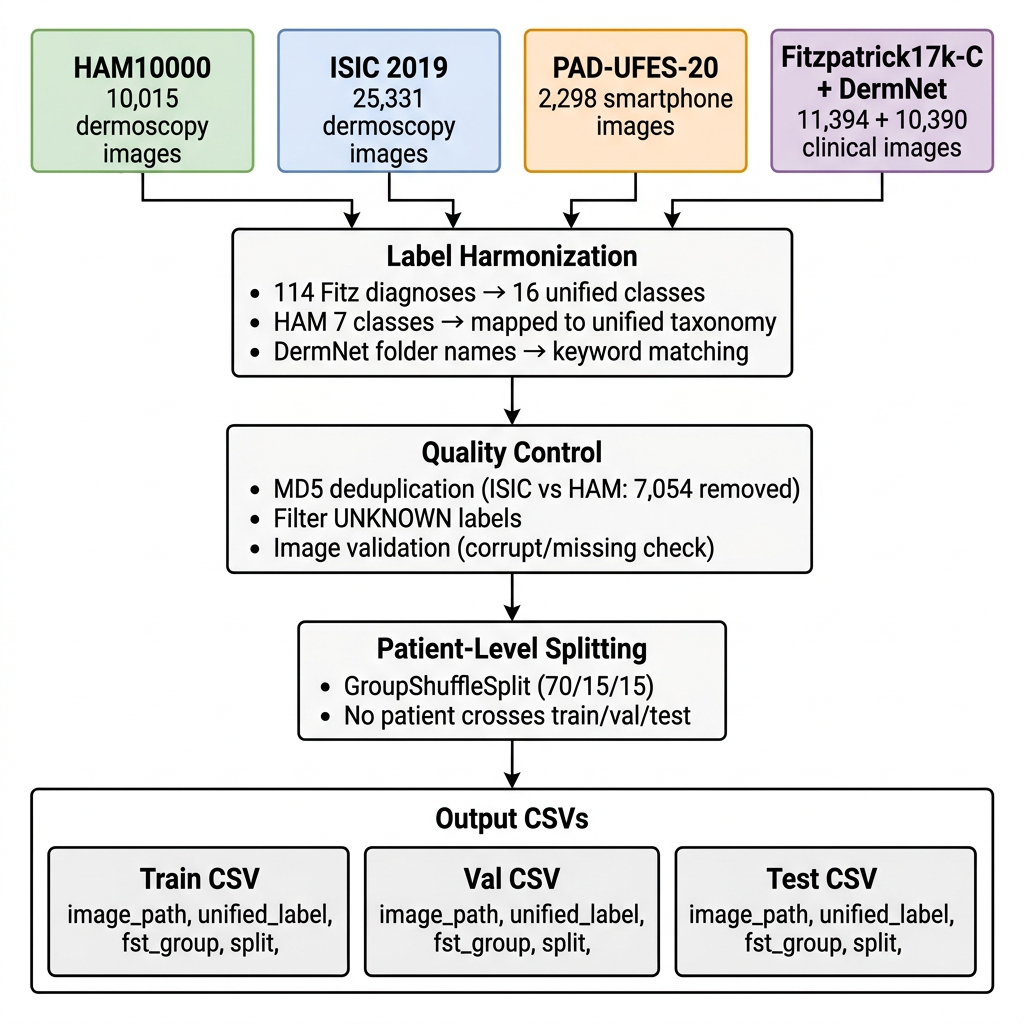 HAM10000
10,015
dermoscopy
images
ISIC 2019
25,331
dermoscopy
images
PAD-UFES-20
2,298 smartphone
images
Fitzpatrick17k-C
+ DermNet
11,394 + 10,390
clinical images
Label Harmonization
• 114 Fitz diagnoses → 16 unified classes
• HAM 7 classes → mapped to unified taxonomy
• DermNet folder names → keyword matching
Quality Control
• MD5 deduplication (ISIC vs HAM: 7,054 removed)
• Filter UNKNOWN labels
• Image validation (corrupt/missing check)
Patient-Level Splitting
• GroupShuffleSplit (70/15/15)
• No patient crosses train/val/test
Output CSVs
Train CSV
image_path, unified_label,
fst_group, split,
Val CSV
image_path, unified_label,
fst_group, split,
Test CSV
image_path, unified_label,
fst_group, split,